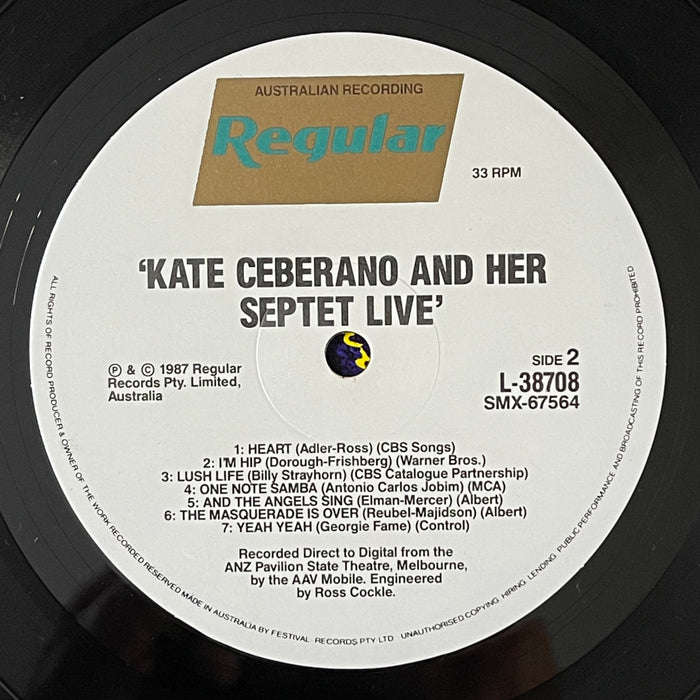 AUSTRALIAN RECORDING
Regular
33 RPM
‘KATE CEBERANO AND HER
SEPTET LIVE’
Ⓟ & © 1987 Regular
Records Pty. Limited,
Australia
SIDE 2
L-38708
SMX-67564
1: HEART (Adler-Ross) (CBS Songs)
2: I'M HIP (Dorough-Frishberg) (Warner Bros.)
3: LUSH LIFE (Billy Strayhorn) (CBS Catalogue Partnership)
4: ONE NOTE SAMBA (Antonio Carlos Jobim) (MCA)
5: AND THE ANGELS SING (Elman-Mercer) (Albert)
6: THE MASQUERADE IS OVER (Reubel-Majidson) (Albert)
7: YEAH YEAH (Georgie Fame) (Control)
Recorded Direct to Digital from the
ANZ Pavilion State Theatre, Melbourne,
by the AAV Mobile. Engineered
by Ross Cockle.
ALL RIGHTS OF RECORD PRODUCER & OWNER OF THE WORK RECORDED RESERVED MADE IN AUSTRALIA BY FESTIVAL RECORDS PTY LTD UNAUTHORISED COPYING, HIRING, LENDING, PUBLIC PERFORMANCE AND BROADCASTING OF THIS RECORD PROHIBITED